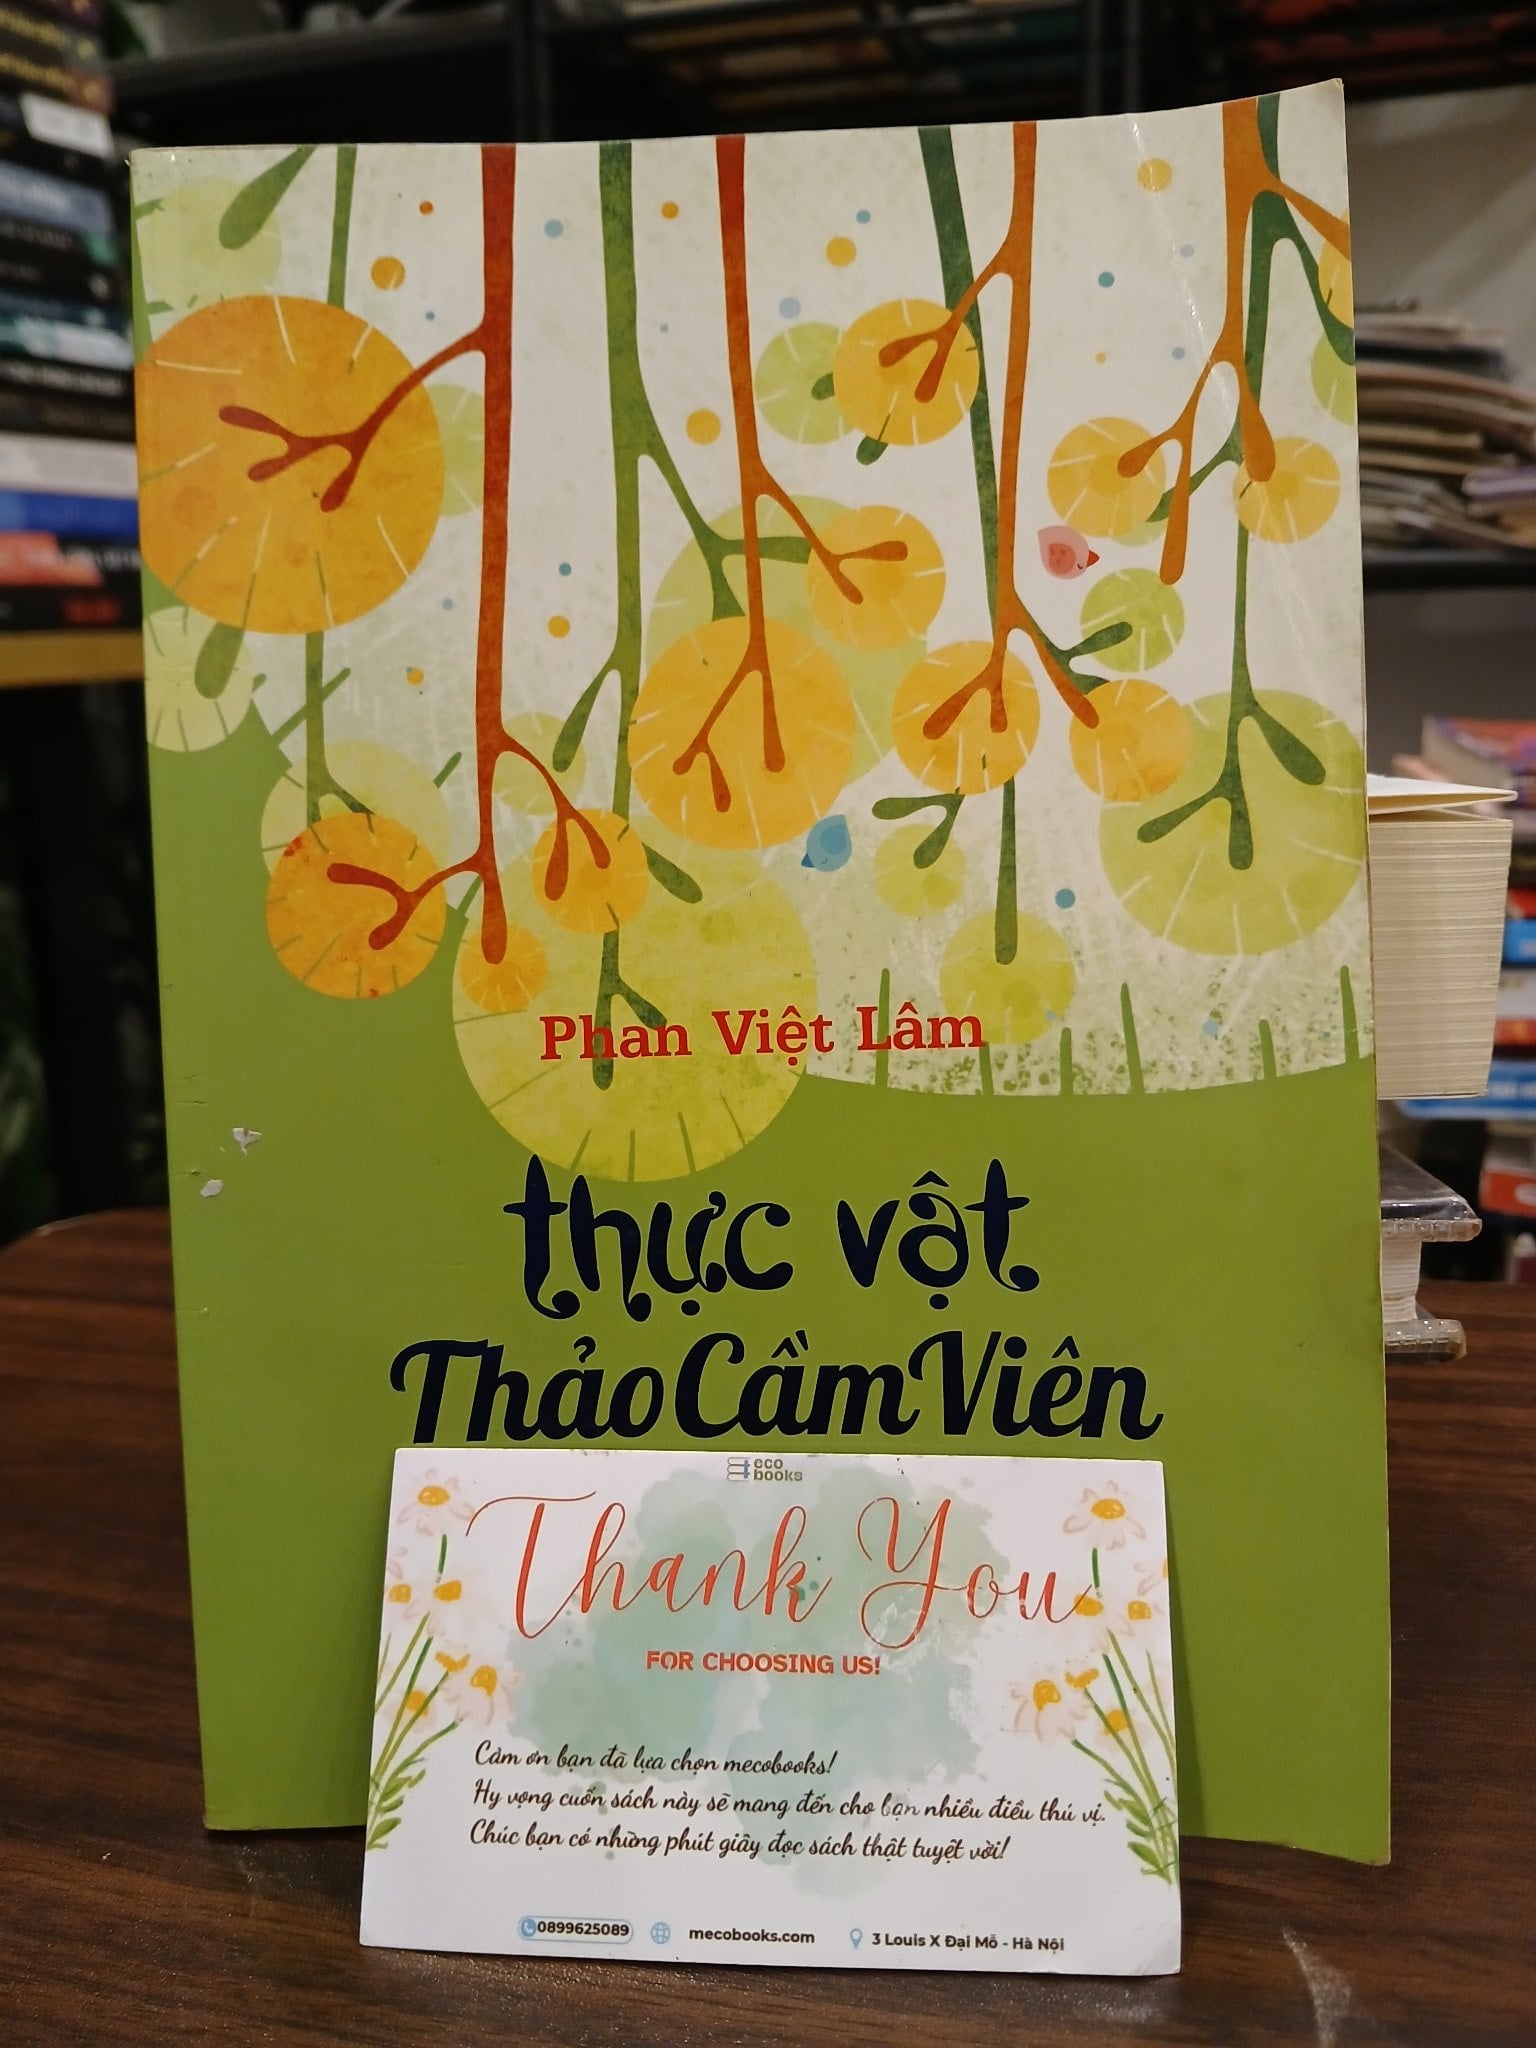 Phan Việt Lâm
thực vật
Thảo Cầm Viên
eco
books
Thank You
FOR CHOOSING US!
Cảm ơn bạn đã lựa chọn mecobooks!
Hy vọng cuốn sách này sẽ mang đến cho bạn nhiều điều thú vị.
Chúc bạn có những phút giây đọc sách thật tuyệt vời!
0899625089 mecobooks.com 3 Louis X Đại Mỗ - Hà Nội